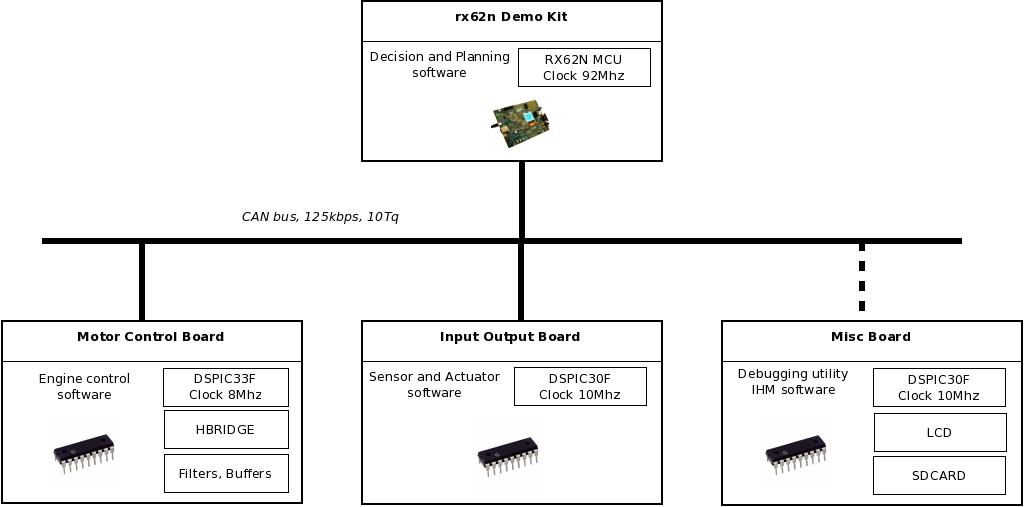 rx62n Demo Kit
Decision and Planning
software
RX62N MCU
Clock 92Mhz
CAN bus, 125kbps, 10Tq
Motor Control Board
Engine control
software
DSPIC33F
Clock 8Mhz
HBRIDGE
Filters, Buffers
Input Output Board
Sensor and Actuator
software
DSPIC30F
Clock 10Mhz
Misc Board
Debugging utility
IHM software
DSPIC30F
Clock 10Mhz
LCD
SDCARD